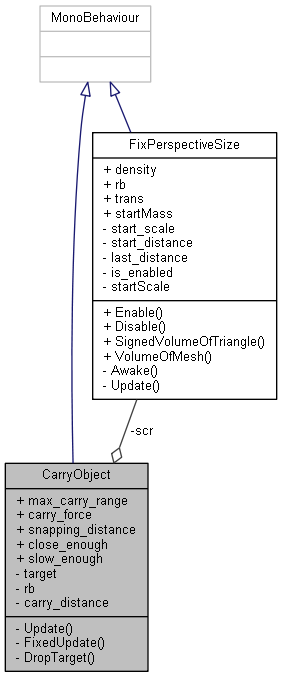 MonoBehaviour
FixPerspectiveSize
+ density
+ rb
+ trans
+ startMass
- start_scale
- start_distance
- last_distance
- is_enabled
- startScale
+ Enable()
+ Disable()
+ SignedVolumeOfTriangle()
+ VolumeOfMesh()
- Awake()
- Update()
-scr
CarryObject
+ max_carry_range
+ carry_force
+ snapping_distance
+ close_enough
+ slow_enough
- target
- rb
- carry_distance
- Update()
- FixedUpdate()
- DropTarget()